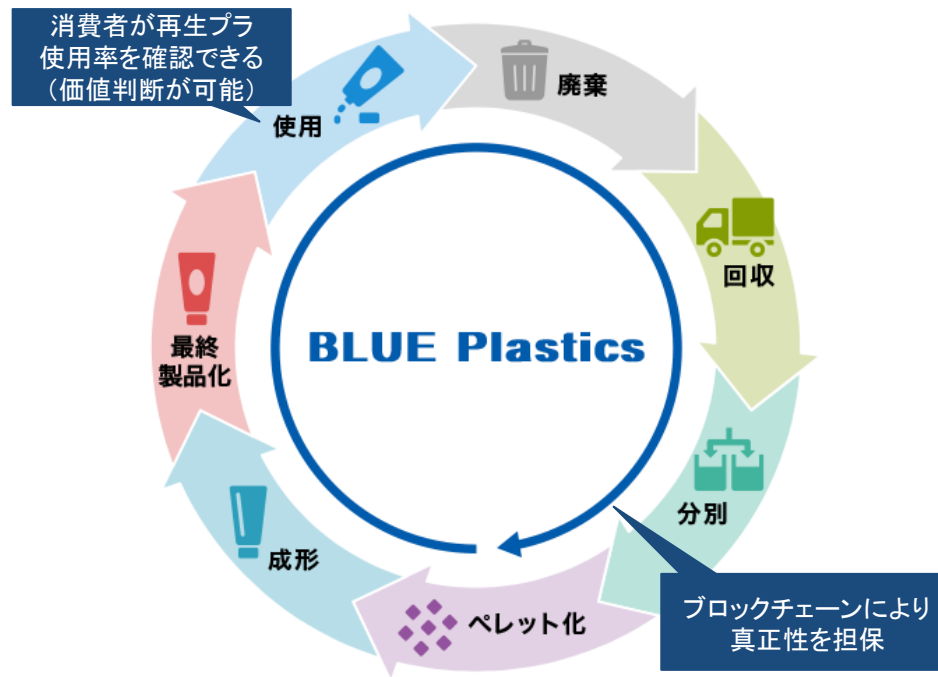 消費者が再生プラ
使用率を確認できる
（価値判断が可能）
使用
廃棄
回収
分別
ペレット化
成形
最終
製品化
BLUE Plastics
ブロックチェーンにより
真正性を担保